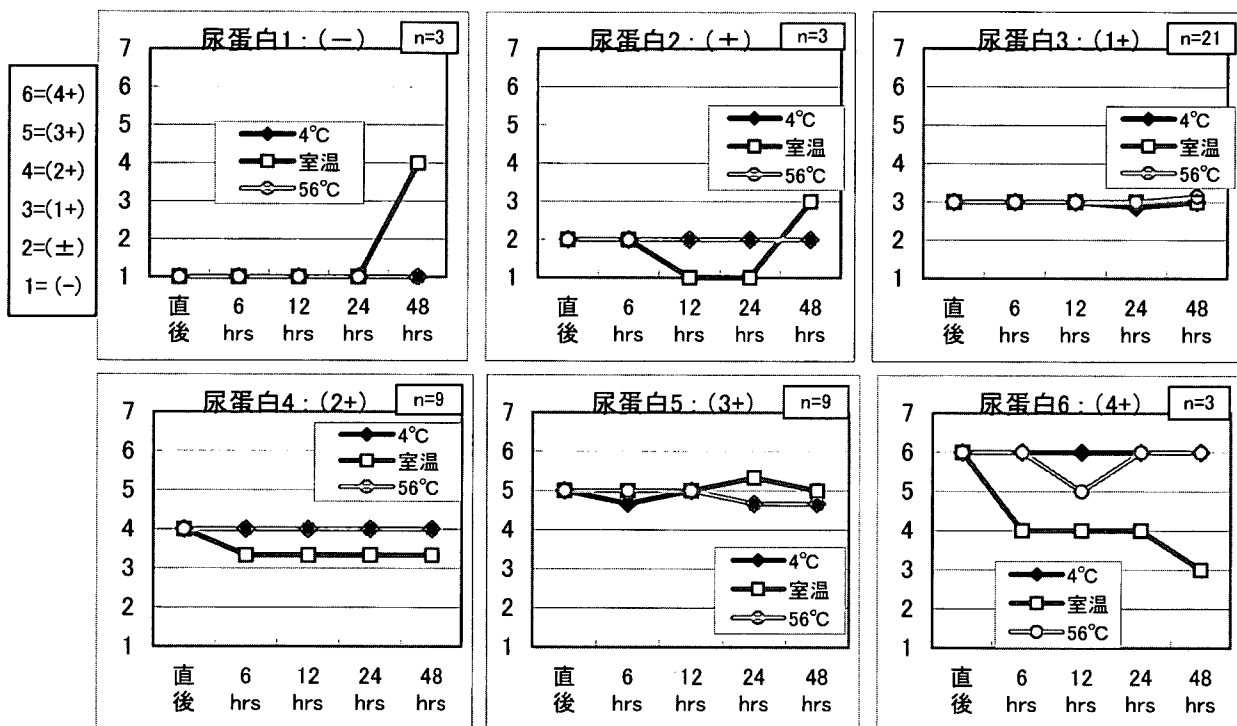 6=(4+)
5=(3+)
4=(2+)
3=(1+)
2=(±)
1=(-)
尿蛋白1：(－)
n=3
7
6
5
4
3
2
1
4℃
室温
56℃
直後
6 hrs
12 hrs
24 hrs
48 hrs
尿蛋白2：(＋)
n=3
7
6
5
4
3
2
1
4℃
室温
56℃
直後
6 hrs
12 hrs
24 hrs
48 hrs
尿蛋白3：(1+)
n=21
7
6
5
4
3
2
1
4℃
室温
56℃
直後
6 hrs
12 hrs
24 hrs
48 hrs
尿蛋白4：(2+)
n=9
7
6
5
4
3
2
1
4℃
室温
56℃
直後
6 hrs
12 hrs
24 hrs
48 hrs
尿蛋白5：(3+)
n=9
7
6
5
4
3
2
1
4℃
室温
56℃
直後
6 hrs
12 hrs
24 hrs
48 hrs
尿蛋白6：(4+)
n=3
7
6
5
4
3
2
1
4℃
室温
56℃
直後
6 hrs
12 hrs
24 hrs
48 hrs